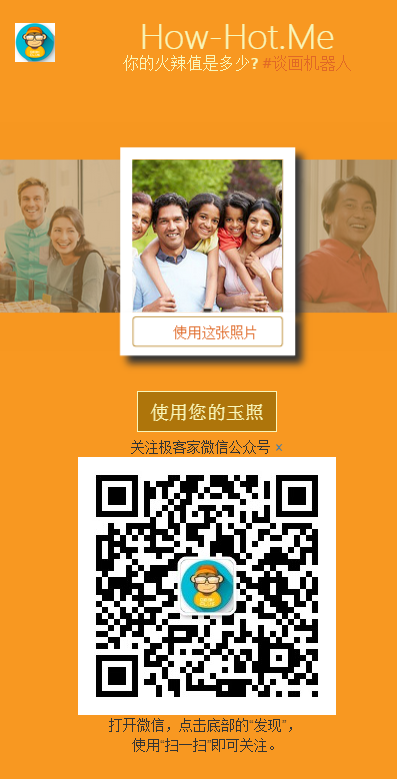 How-Hot.Me
你的火辣值是多少? #谈画机器人
使用这张照片
使用您的玉照
关注极客家微信公众号 ×
打开微信，点击底部的“发现”，
使用“扫一扫”即可关注。